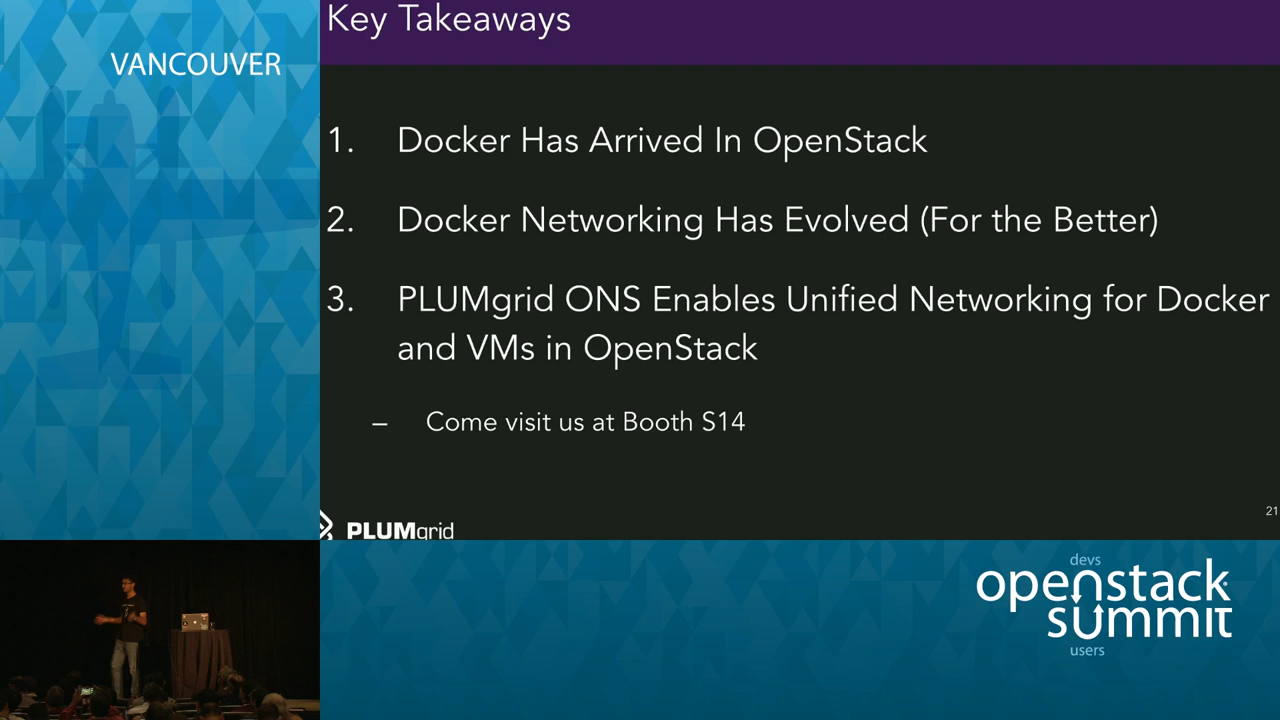 VANCOUVER
Key Takeaways
1. Docker Has Arrived In OpenStack
2. Docker Networking Has Evolved (For the Better)
3. PLUMgrid ONS Enables Unified Networking for Docker
and VMs in OpenStack
– Come visit us at Booth S14
21
PLUMgrid
devs
openstack
summit
users